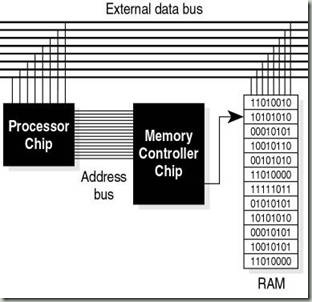 External data bus
Processor
Chip
Memory
Controller
Chip
Address
bus
11010010
10101010
00010101
10010110
00101010
11010000
11111011
01010101
10101010
00010101
10010101
11010000
RAM